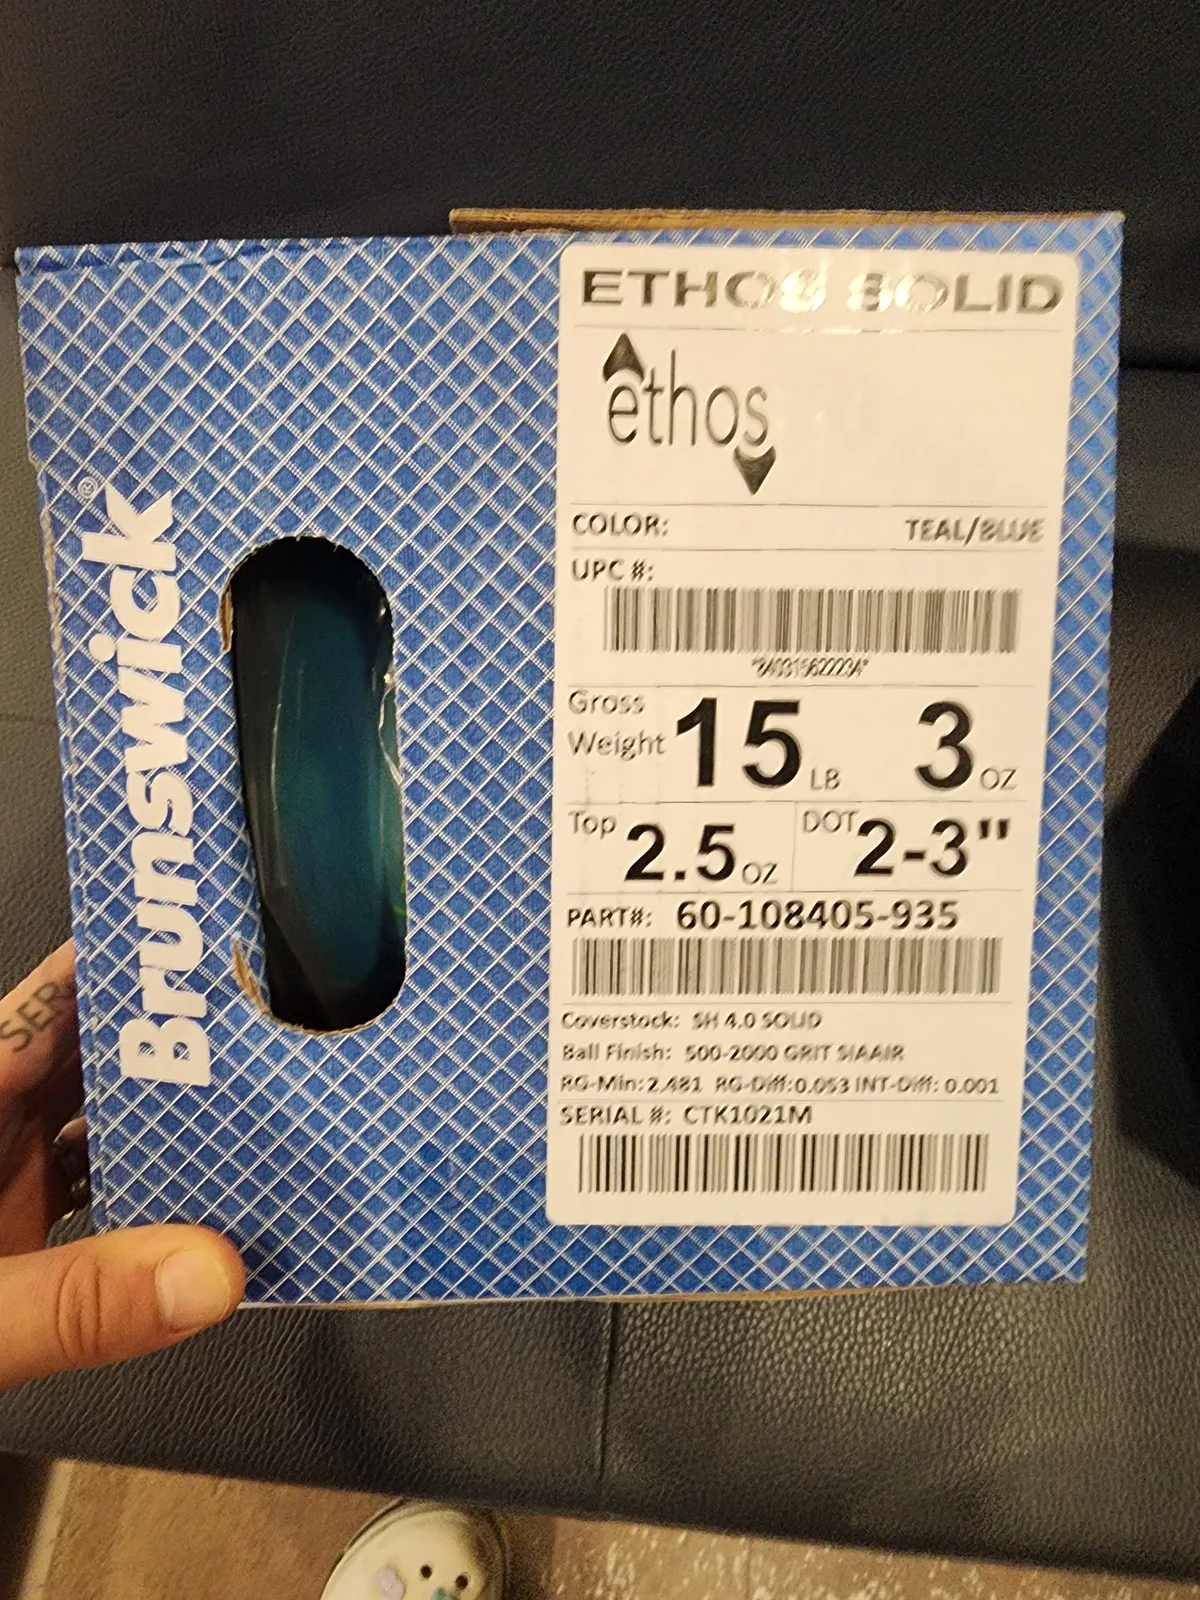 Brunswick®
ETHOS SOLID
ethos
COLOR: TEAL/BLUE
UPC #:
*840315622234*
Gross Weight 15 LB 3 OZ
Top 2.5 OZ DOT 2-3"
PART#: 60-108405-935
Coverstock: SH 4.0 SOLID
Ball Finish: 500-2000 GRIT SIAAIR
RG-Min:2.481 RG-Diff:0.053 INT-Diff: 0.001
SERIAL #: CTK1021M
SER